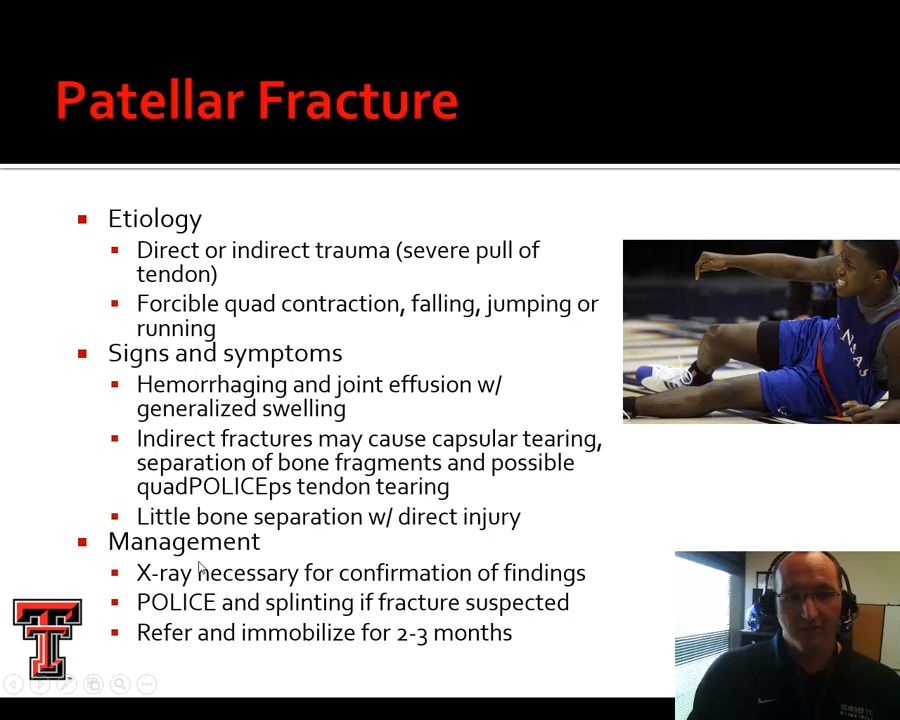 Patellar Fracture
Etiology
Direct or indirect trauma (severe pull of
tendon)
Forcible quad contraction, falling, jumping or
running
Signs and symptoms
Hemorrhaging and joint effusion w/
generalized swelling
Indirect fractures may cause capsular tearing,
separation of bone fragments and possible
quadPOLICEps tendon tearing
Little bone separation w/ direct injury
Management
X-ray necessary for confirmation of findings
POLICE and splinting if fracture suspected
Refer and immobilize for 2-3 months